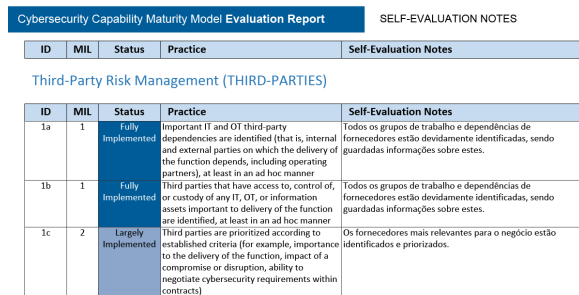 Cybersecurity Capability Maturity Model Evaluation Report
SELF-EVALUATION NOTES
ID MIL Status Practice Self-Evaluation Notes
Third-Party Risk Management (THIRD-PARTIES)
ID MIL Status Practice Self-Evaluation Notes
1a 1 Fully Important IT and OT third-party Todos os grupos de trabalho e dependências de
Implemented dependencies are identified (that is, internal fornecedores estão devidamente identificadas, sendo
and external parties on which the delivery of guardadas informações sobre estes.
the function depends, including operating
partners), at least in an ad hoc manner
1b 1 Fully Third parties that have access to, control of, Todos os grupos de trabalho e dependências de
Implemented or custody of any IT, OT, or information fornecedores estão devidamente identificadas, sendo
assets important to delivery of the function guardadas informações sobre estes.
are identified, at least in an ad hoc manner
1c 2 Largely Third parties are prioritized according to Os fornecedores mais relevantes para o negócio estão
Implemented established criteria (for example, importance identificados e priorizados.
to the delivery of the function, impact of a
compromise or disruption, ability to
negotiate cybersecurity requirements within
contracts)